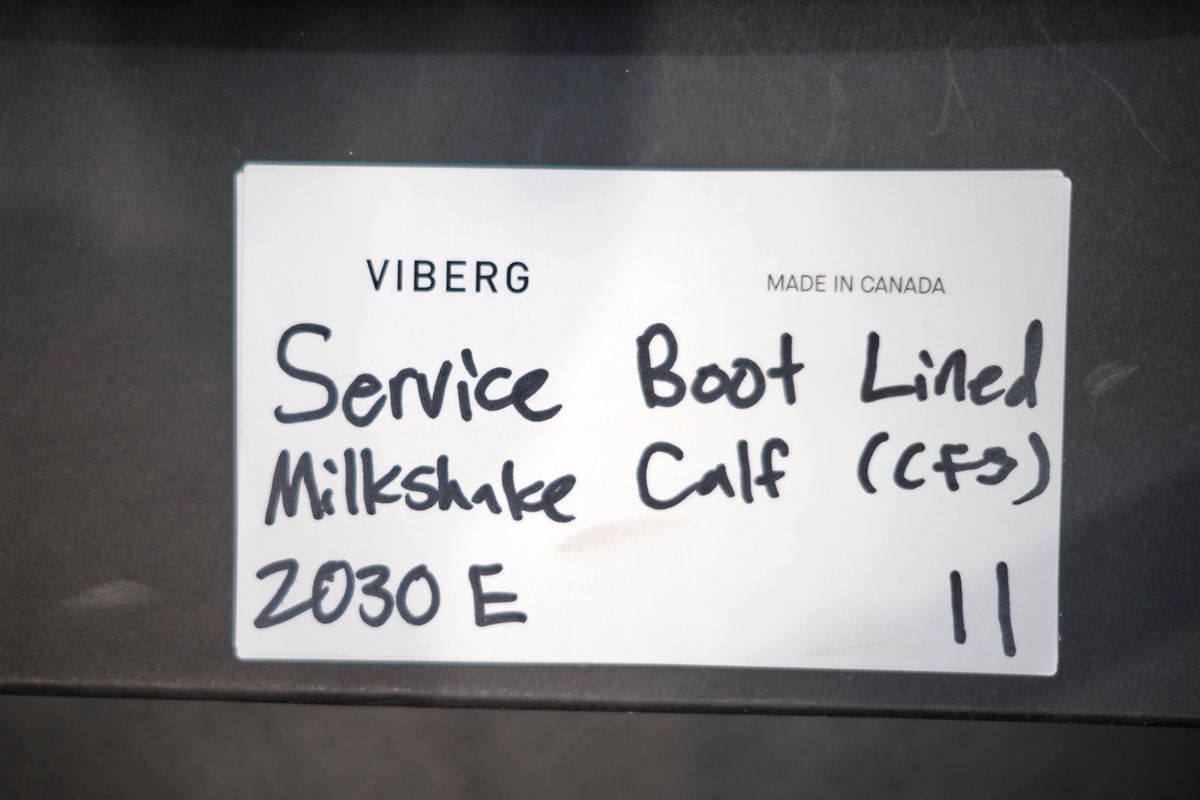 VIBERG MADE IN CANADA
Service Boot Lined
Milkshake Calf (CF3)
2030 E 11